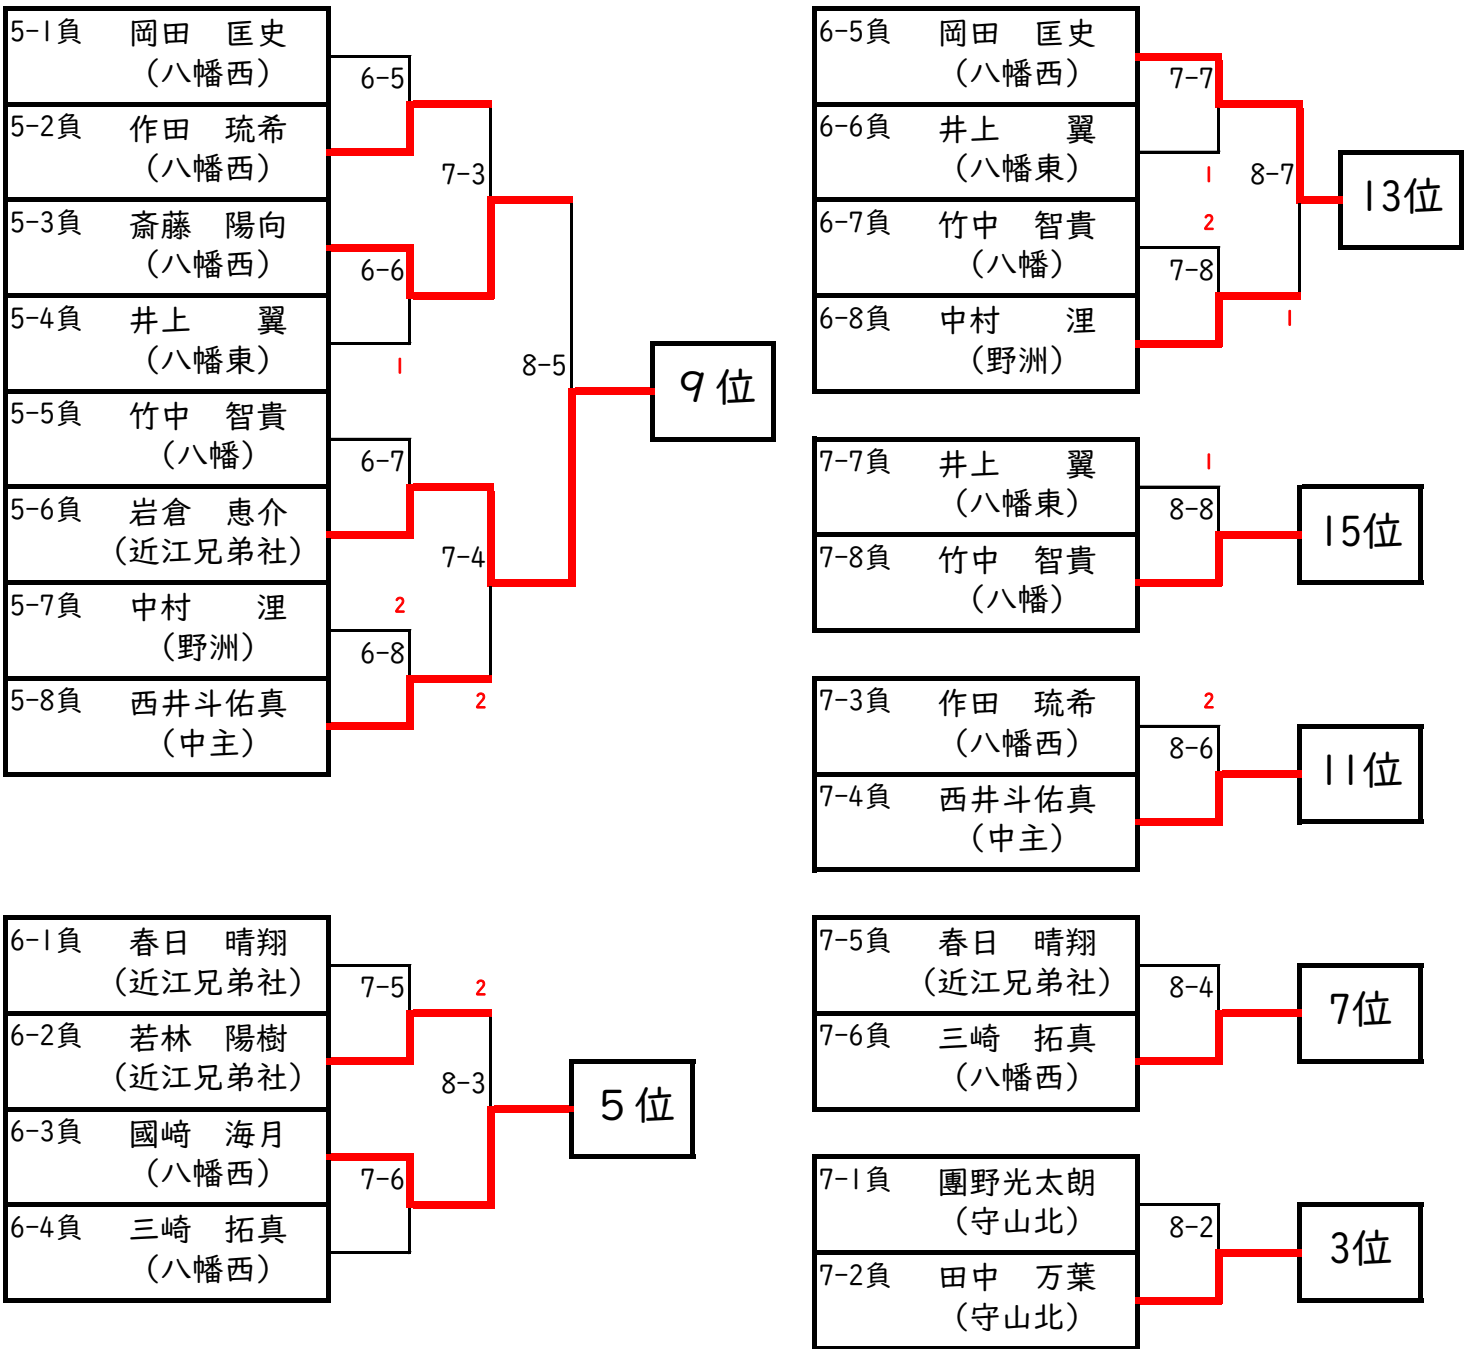 5-1負 岡田 匡史
(八幡西)
6-5
5-2負 作田 琉希
(八幡西)
7-3
5-3負 斎藤 陽向
(八幡西)
6-6
5-4負 井上 翼
(八幡東)
1
8-5
9位
5-5負 竹中 智貴
(八幡)
6-7
5-6負 岩倉 恵介
(近江兄弟社)
7-4
5-7負 中村 浬
(野洲)
2
6-8
5-8負 西井斗佑真
(中主)
2
6-1負 春日 晴翔
(近江兄弟社)
7-5
2
6-2負 若林 陽樹
(近江兄弟社)
8-3
5位
6-3負 國﨑 海月
(八幡西)
7-6
6-4負 三崎 拓真
(八幡西)
6-5負 岡田 匡史
(八幡西)
7-7
6-6負 井上 翼
(八幡東)
1
8-7
13位
6-7負 竹中 智貴
(八幡)
2
7-8
6-8負 中村 浬
(野洲)
1
7-7負 井上 翼
(八幡東)
1
8-8
15位
7-8負 竹中 智貴
(八幡)
7-3負 作田 琉希
(八幡西)
2
8-6
11位
7-4負 西井斗佑真
(中主)
7-5負 春日 晴翔
(近江兄弟社)
8-4
7位
7-6負 三崎 拓真
(八幡西)
7-1負 團野光太朗
(守山北)
8-2
3位
7-2負 田中 万葉
(守山北)